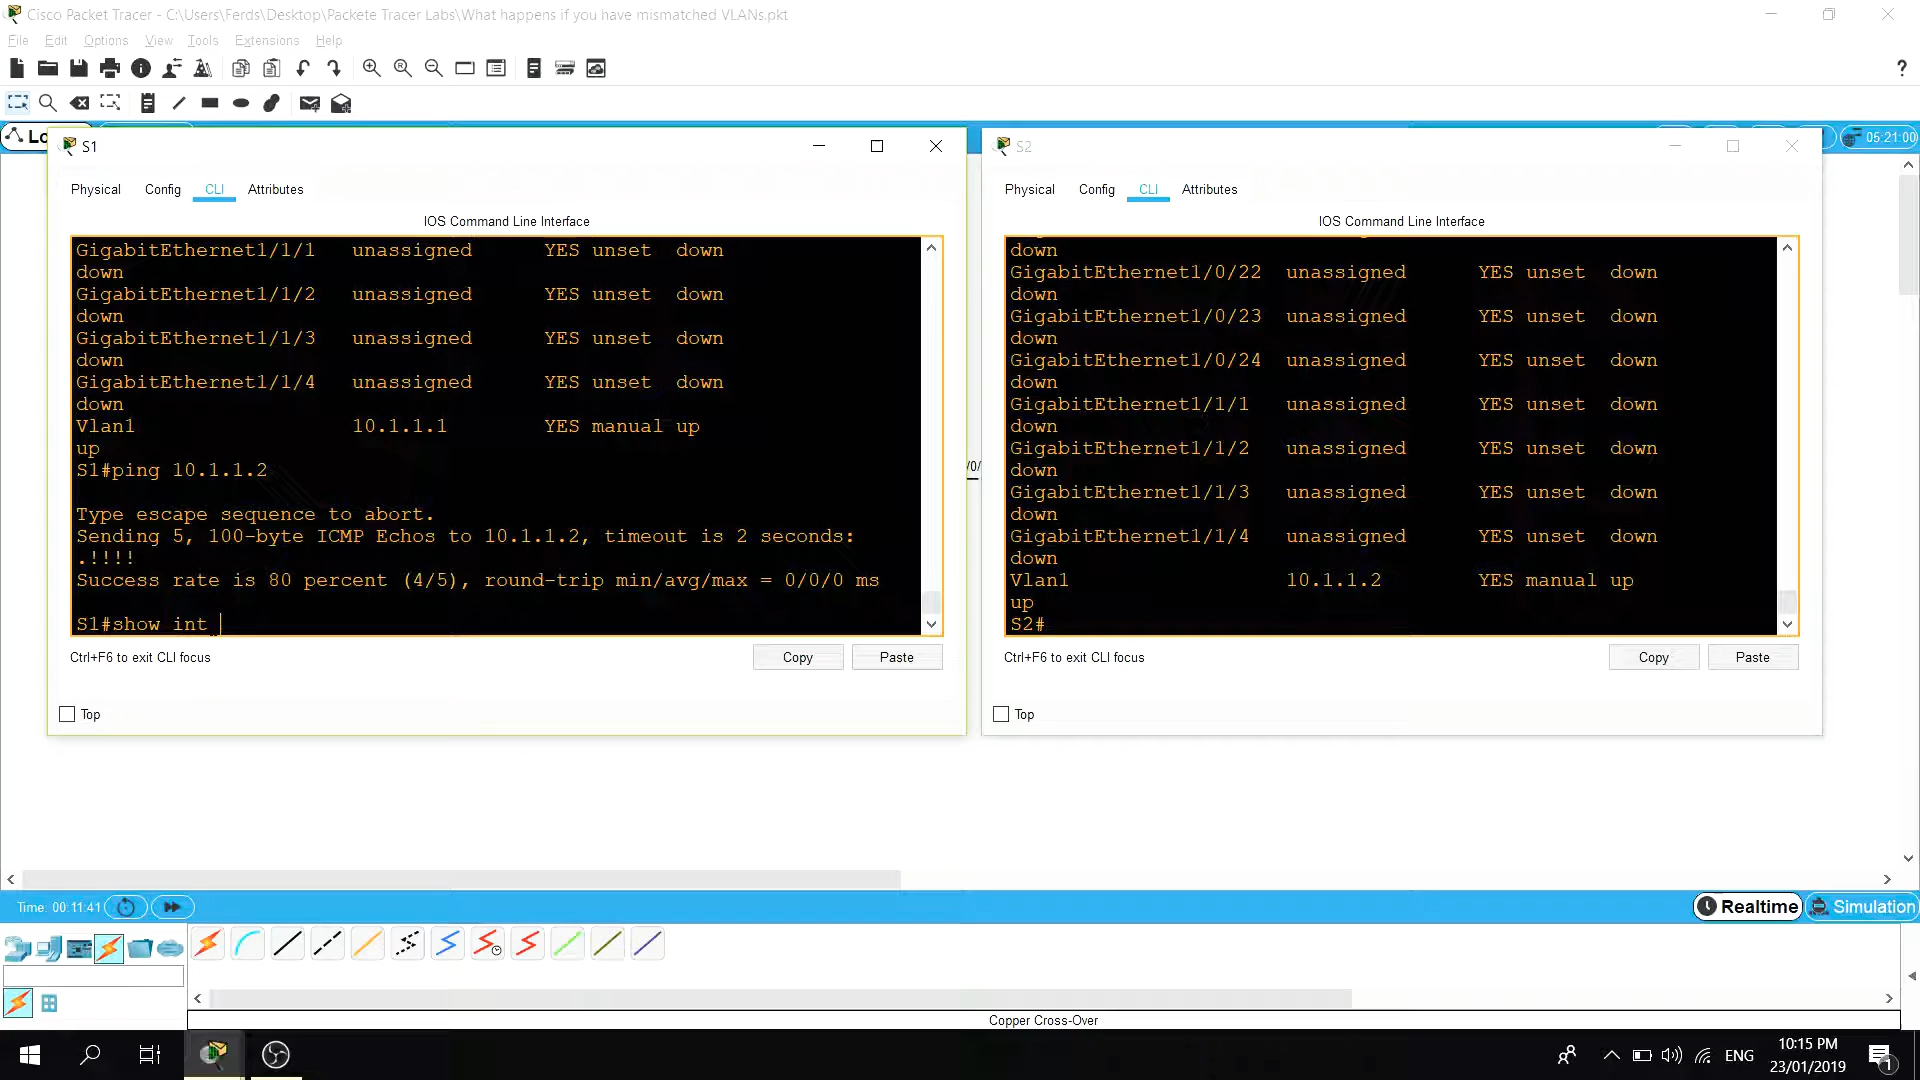 Cisco Packet Tracer - C:\Users\Ferds\Desktop\Packete Tracer Labs\What happens if you have mismatched VLANs.pkt
File Edit Options View Tools Extensions Help
?
Lo
05:21:00
S1
Physical Config CLI Attributes
IOS Command Line Interface
GigabitEthernet1/1/1 unassigned YES unset down
down
GigabitEthernet1/1/2 unassigned YES unset down
down
GigabitEthernet1/1/3 unassigned YES unset down
down
GigabitEthernet1/1/4 unassigned YES unset down
down
Vlan1 10.1.1.1 YES manual up
up
S1#ping 10.1.1.2
Type escape sequence to abort.
Sending 5, 100-byte ICMP Echos to 10.1.1.2, timeout is 2 seconds:
.!!!!
Success rate is 80 percent (4/5), round-trip min/avg/max = 0/0/0 ms
S1#show int
Ctrl+F6 to exit CLI focus
Copy Paste
Top
/0/
S2
Physical Config CLI Attributes
IOS Command Line Interface
down
GigabitEthernet1/0/22 unassigned YES unset down
down
GigabitEthernet1/0/23 unassigned YES unset down
down
GigabitEthernet1/0/24 unassigned YES unset down
down
GigabitEthernet1/1/1 unassigned YES unset down
down
GigabitEthernet1/1/2 unassigned YES unset down
down
GigabitEthernet1/1/3 unassigned YES unset down
down
GigabitEthernet1/1/4 unassigned YES unset down
down
Vlan1 10.1.1.2 YES manual up
up
S2#
Ctrl+F6 to exit CLI focus
Copy Paste
Top
Time: 00:11:41
Realtime Simulation
Copper Cross-Over
ENG
10:15 PM
23/01/2019
1